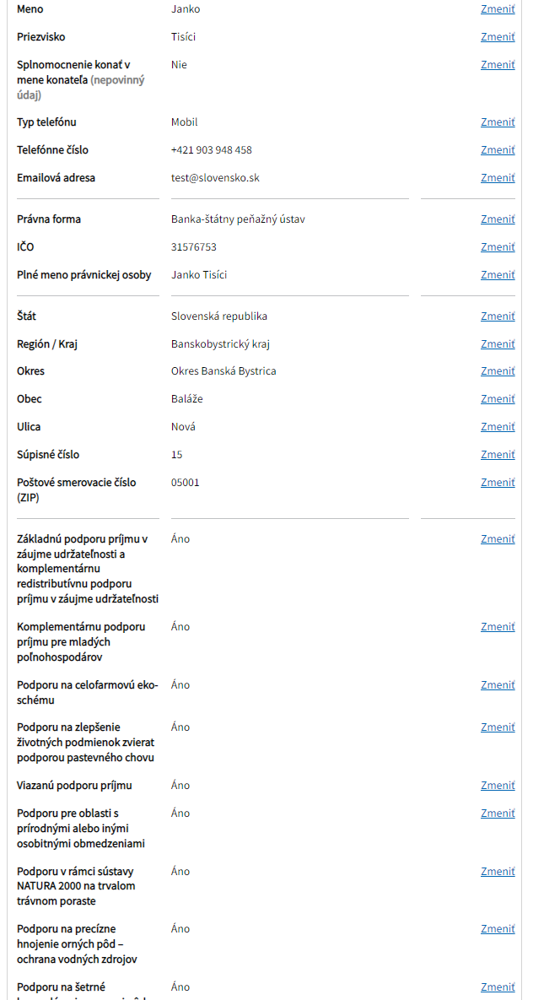 Meno Janko Zmeniť
Priezvisko Tisíci Zmeniť
Splnomocnenie konať v Nie Zmeniť
mene konateľa (nepovinný
údaj)
Typ telefónu Mobil Zmeniť
Telefónne číslo +421 903 948 458 Zmeniť
Emailová adresa test@slovensko.sk Zmeniť
Právna forma Banka-štátny peňažný ústav Zmeniť
IČO 31576753 Zmeniť
Plné meno právnickej osoby Janko Tisíci Zmeniť
Štát Slovenská republika Zmeniť
Región / Kraj Banskobystrický kraj Zmeniť
Okres Okres Banská Bystrica Zmeniť
Obec Baláže Zmeniť
Ulica Nová Zmeniť
Súpisné číslo 15 Zmeniť
Poštové smerovacie číslo 05001 Zmeniť
(ZIP)
Základnú podporu príjmu v Áno Zmeniť
záujme udržateľnosti a
komplementárnu
redistributívnu podporu
príjmu v záujme udržateľnosti
Komplementárnu podporu Áno Zmeniť
príjmu pre mladých
poľnohospodárov
Podporu na celofarmovú eko- Áno Zmeniť
schému
Podporu na zlepšenie Áno Zmeniť
životných podmienok zvierat
podporou pastevného chovu
Viazanú podporu príjmu Áno Zmeniť
Podporu pre oblasti s Áno Zmeniť
prírodnými alebo inými
osobitnými obmedzeniami
Podporu v rámci sústavy Áno Zmeniť
NATURA 2000 na trvalom
trávnom poraste
Podporu na precízne Áno Zmeniť
hnojenie orných pôd –
ochrana vodných zdrojov
Podporu na šetrné Áno Zmeniť